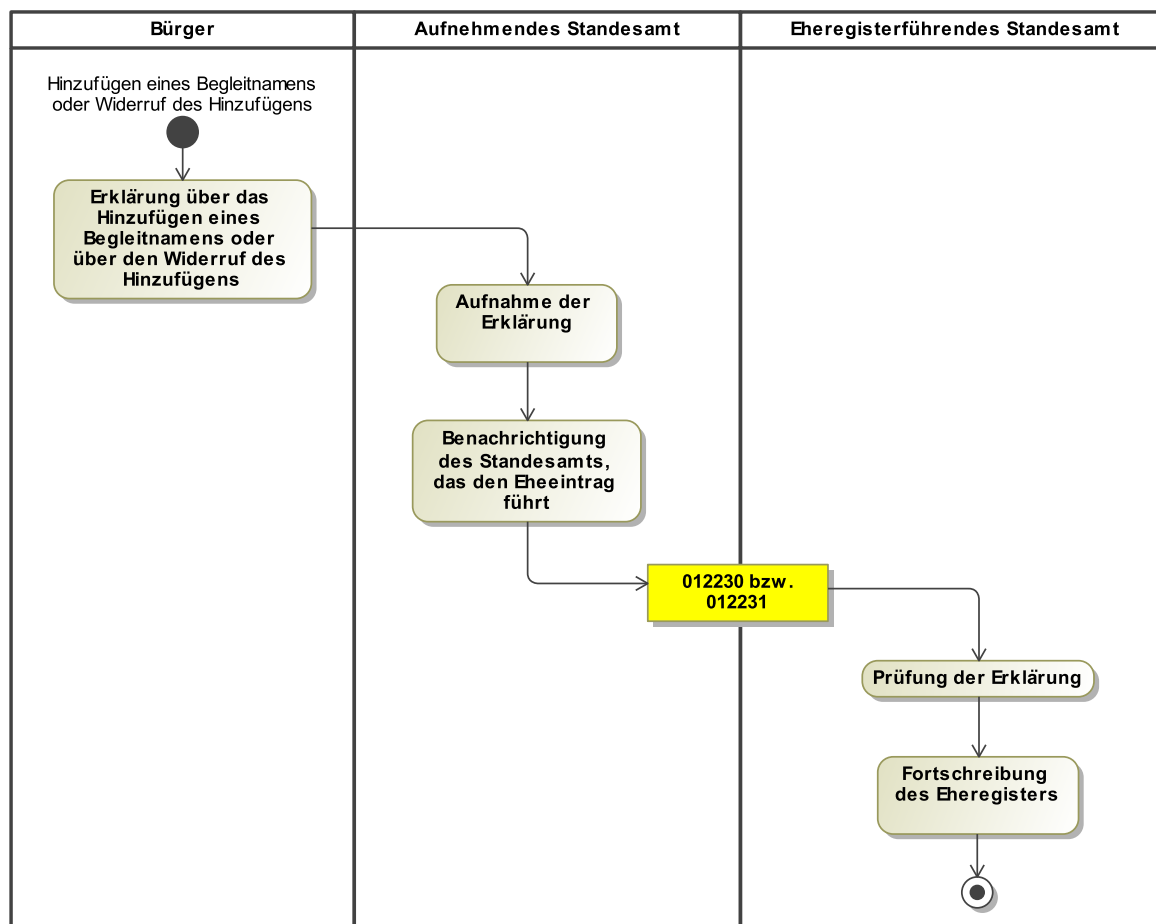 Bürger
Aufnehmendes Standesamt
Eheregisterführendes Standesamt
Hinzufügen eines Begleitnamens
oder Widerruf des Hinzufügens
Erklärung über das
Hinzufügen eines
Begleitnamens oder
über den Widerruf des
Hinzufügens
Aufnahme der
Erklärung
Benachrichtigung
des Standesamts,
das den Eheeintrag
führt
012230 bzw.
012231
Prüfung der Erklärung
Fortschreibung
des Eheregisters